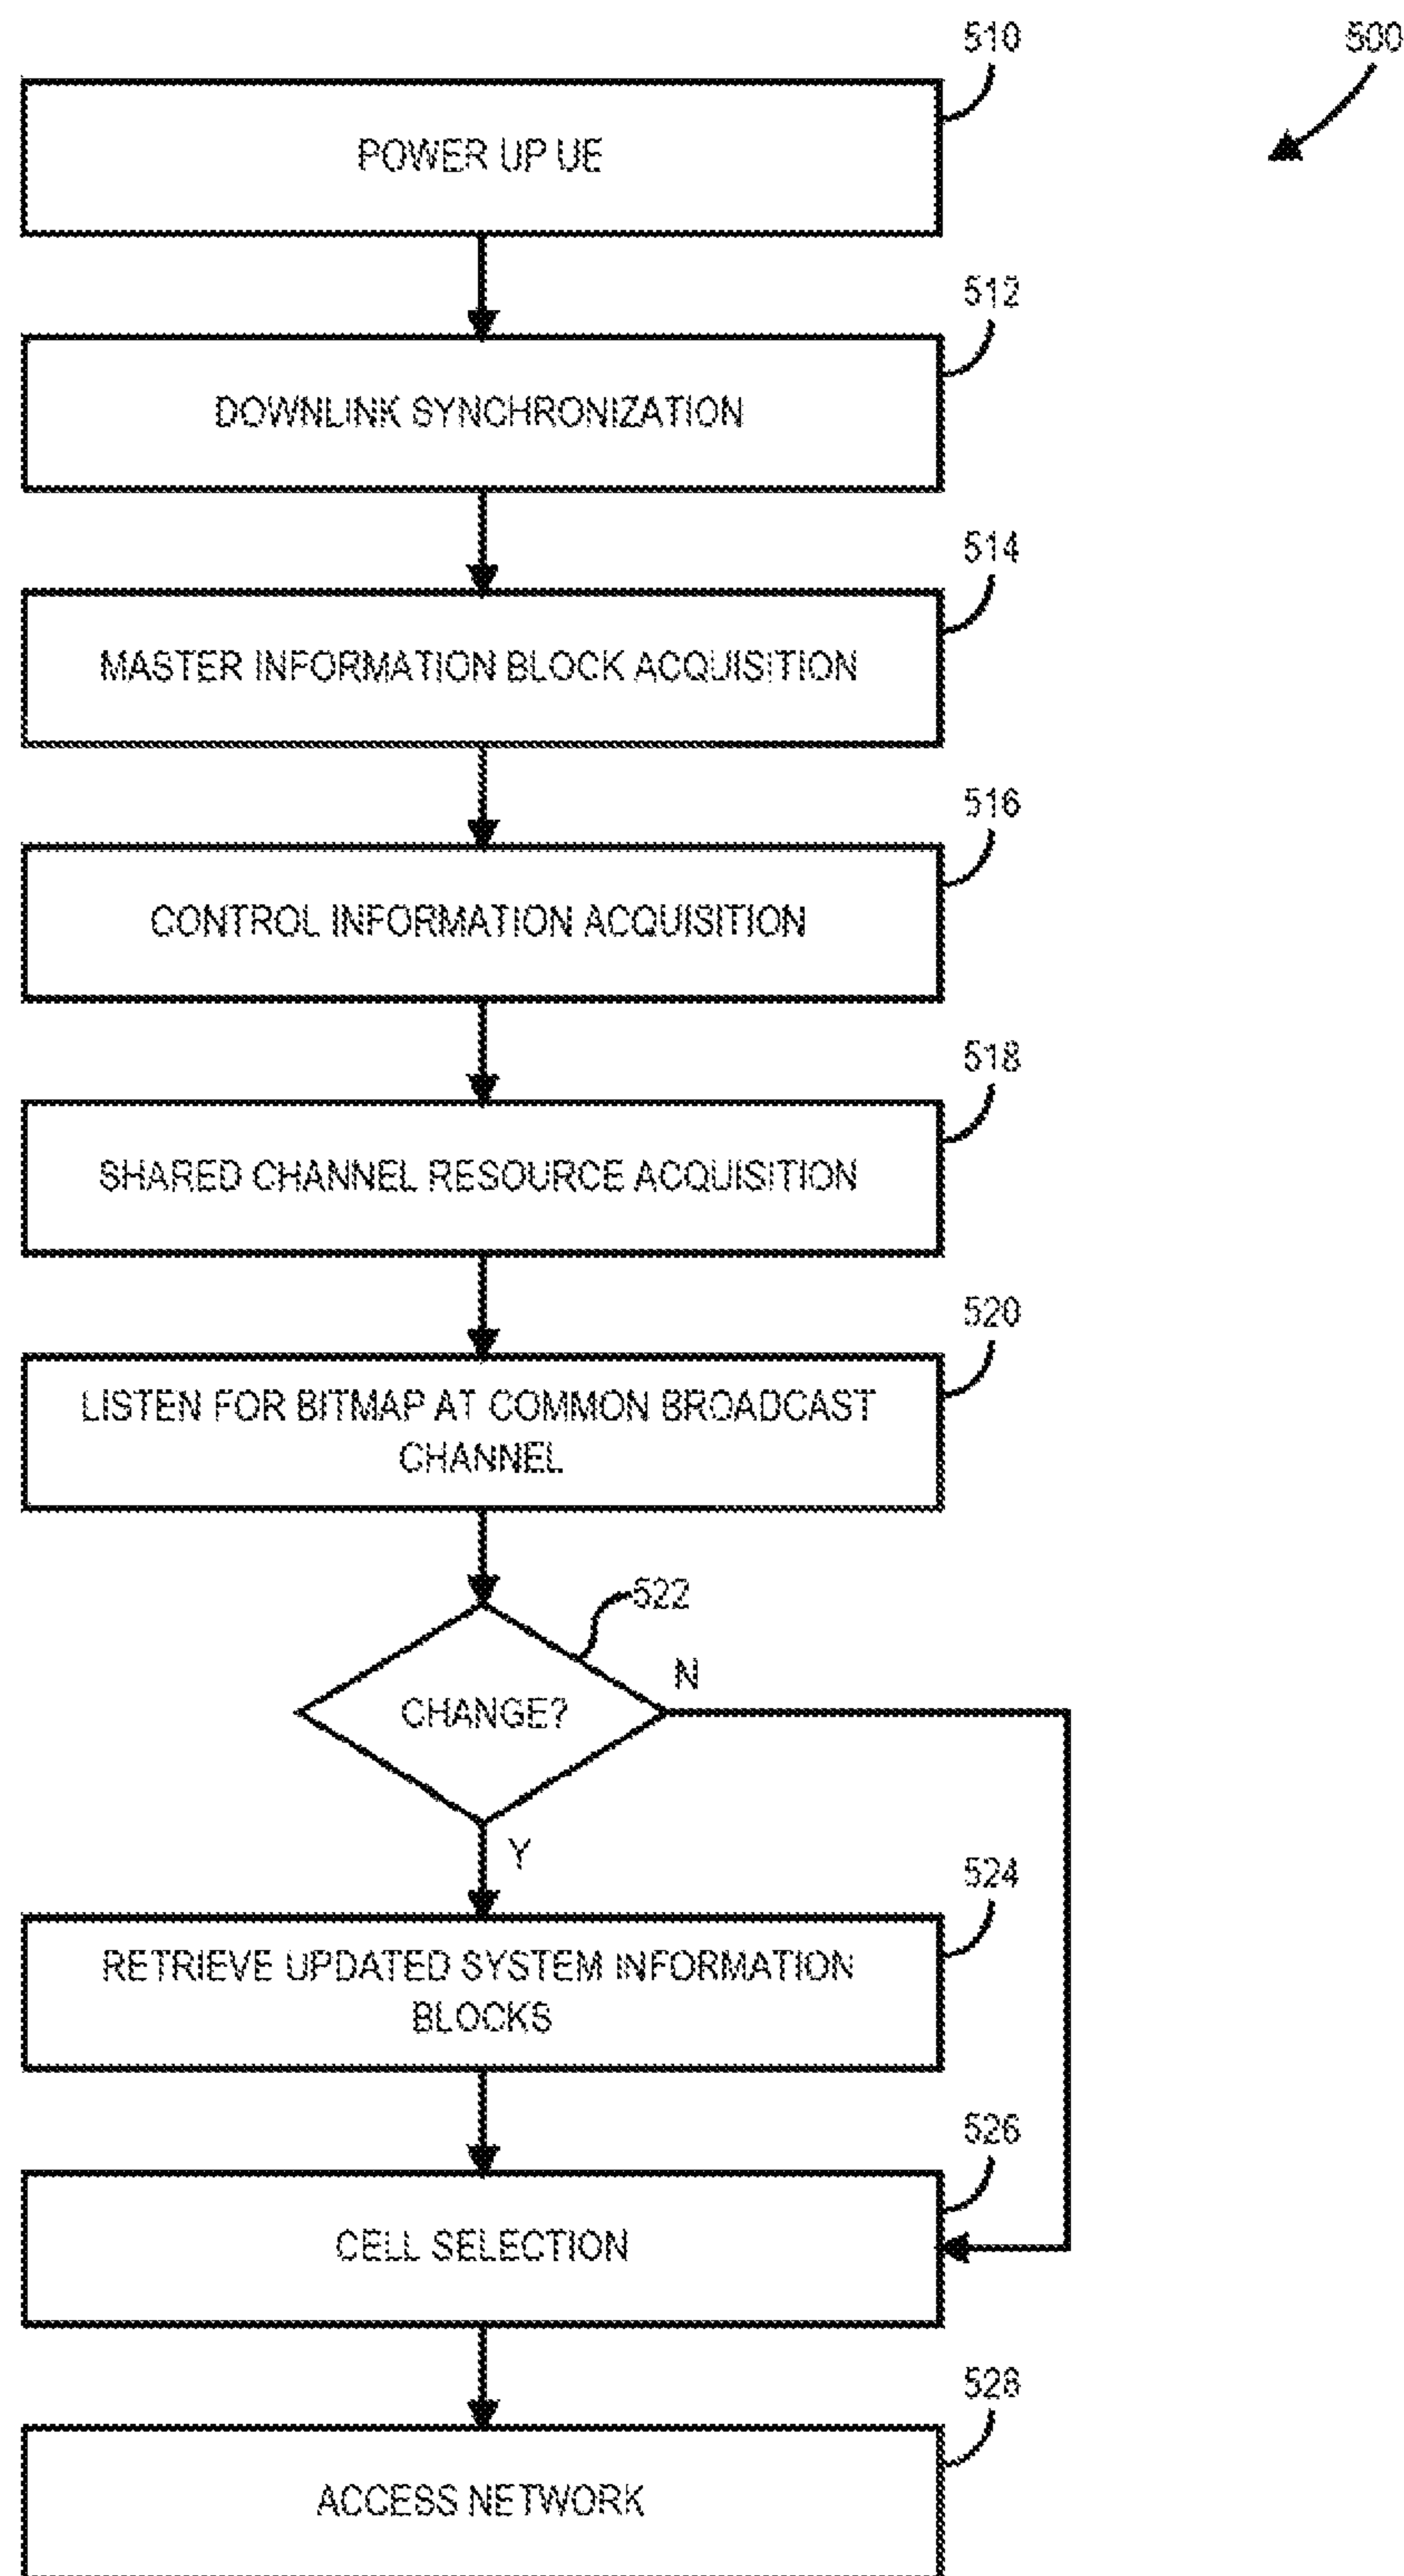 510
500
POWER UP UE
512
DOWNLINK SYNCHRONIZATION
514
MASTER INFORMATION BLOCK ACQUISITION
516
CONTROL INFORMATION ACQUISITION
518
SHARED CHANNEL RESOURCE ACQUISITION
520
LISTEN FOR BITMAP AT COMMON BROADCAST
CHANNEL
522
N
CHANGE?
Y
524
RETRIEVE UPDATED SYSTEM INFORMATION
BLOCKS
526
CELL SELECTION
528
ACCESS NETWORK